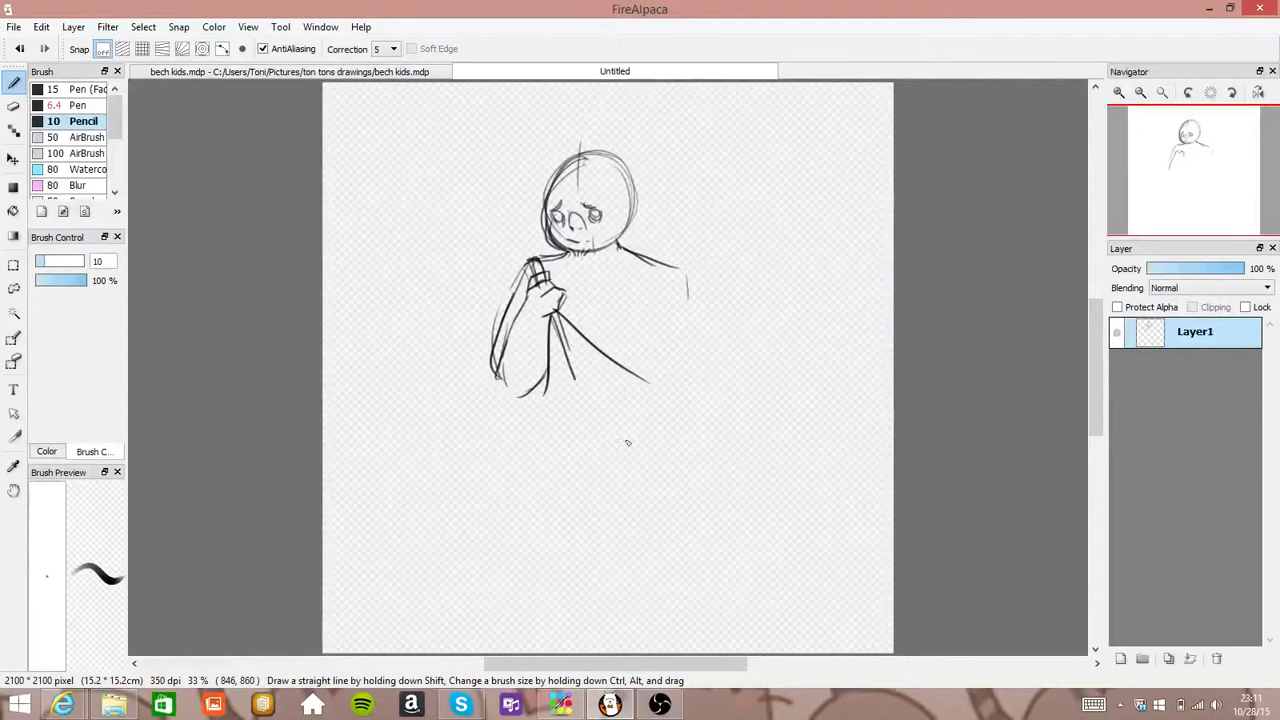 FireAlpaca
File Edit Layer Filter Select Snap Color View Tool Window Help
Snap off AntiAliasing Correction 5 Soft Edge
Brush
bech kids.mdp - C:/Users/Toni/Pictures/ton tons drawings/bech kids.mdp
Untitled
Navigator
15 Pen (Fad
6.4 Pen
10 Pencil
50 AirBrush
100 AirBrush
80 Waterco
80 Blur
Brush Control
10
100 %
Layer
Opacity 100 %
Blending Normal
Protect Alpha Clipping Lock
Layer1
Color Brush C...
Brush Preview
2100 * 2100 pixel (15.2 * 15.2cm) 350 dpi 33 % (846, 860) Draw a straight line by holding down Shift, Change a brush size by holding down Ctrl, Alt, and drag
23:11
10/28/15